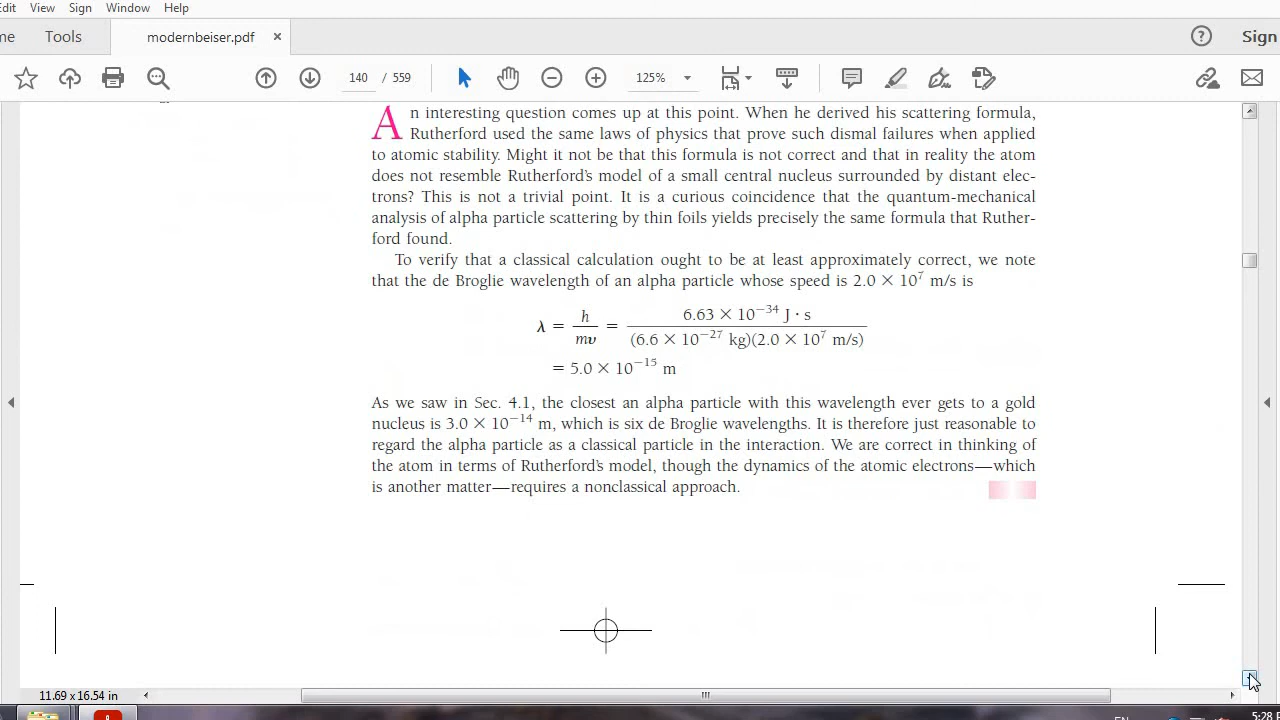 Edit View Sign Window Help
me Tools modernbeiser.pdf × ? Sign
140 / 559 125%
An interesting question comes up at this point. When he derived his scattering formula,
Rutherford used the same laws of physics that prove such dismal failures when applied
to atomic stability. Might it not be that this formula is not correct and that in reality the atom
does not resemble Rutherford's model of a small central nucleus surrounded by distant elec-
trons? This is not a trivial point. It is a curious coincidence that the quantum-mechanical
analysis of alpha particle scattering by thin foils yields precisely the same formula that Ruther-
ford found.
To verify that a classical calculation ought to be at least approximately correct, we note
that the de Broglie wavelength of an alpha particle whose speed is 2.0 × 10⁷ m/s is
λ = h/mv = 6.63 × 10⁻³⁴ J · s / (6.6 × 10⁻²⁷ kg)(2.0 × 10⁷ m/s)
= 5.0 × 10⁻¹⁵ m
As we saw in Sec. 4.1, the closest an alpha particle with this wavelength ever gets to a gold
nucleus is 3.0 × 10⁻¹⁴ m, which is six de Broglie wavelengths. It is therefore just reasonable to
regard the alpha particle as a classical particle in the interaction. We are correct in thinking of
the atom in terms of Rutherford's model, though the dynamics of the atomic electrons—which
is another matter—requires a nonclassical approach.
11.69 x 16.54 in
EN 5:28